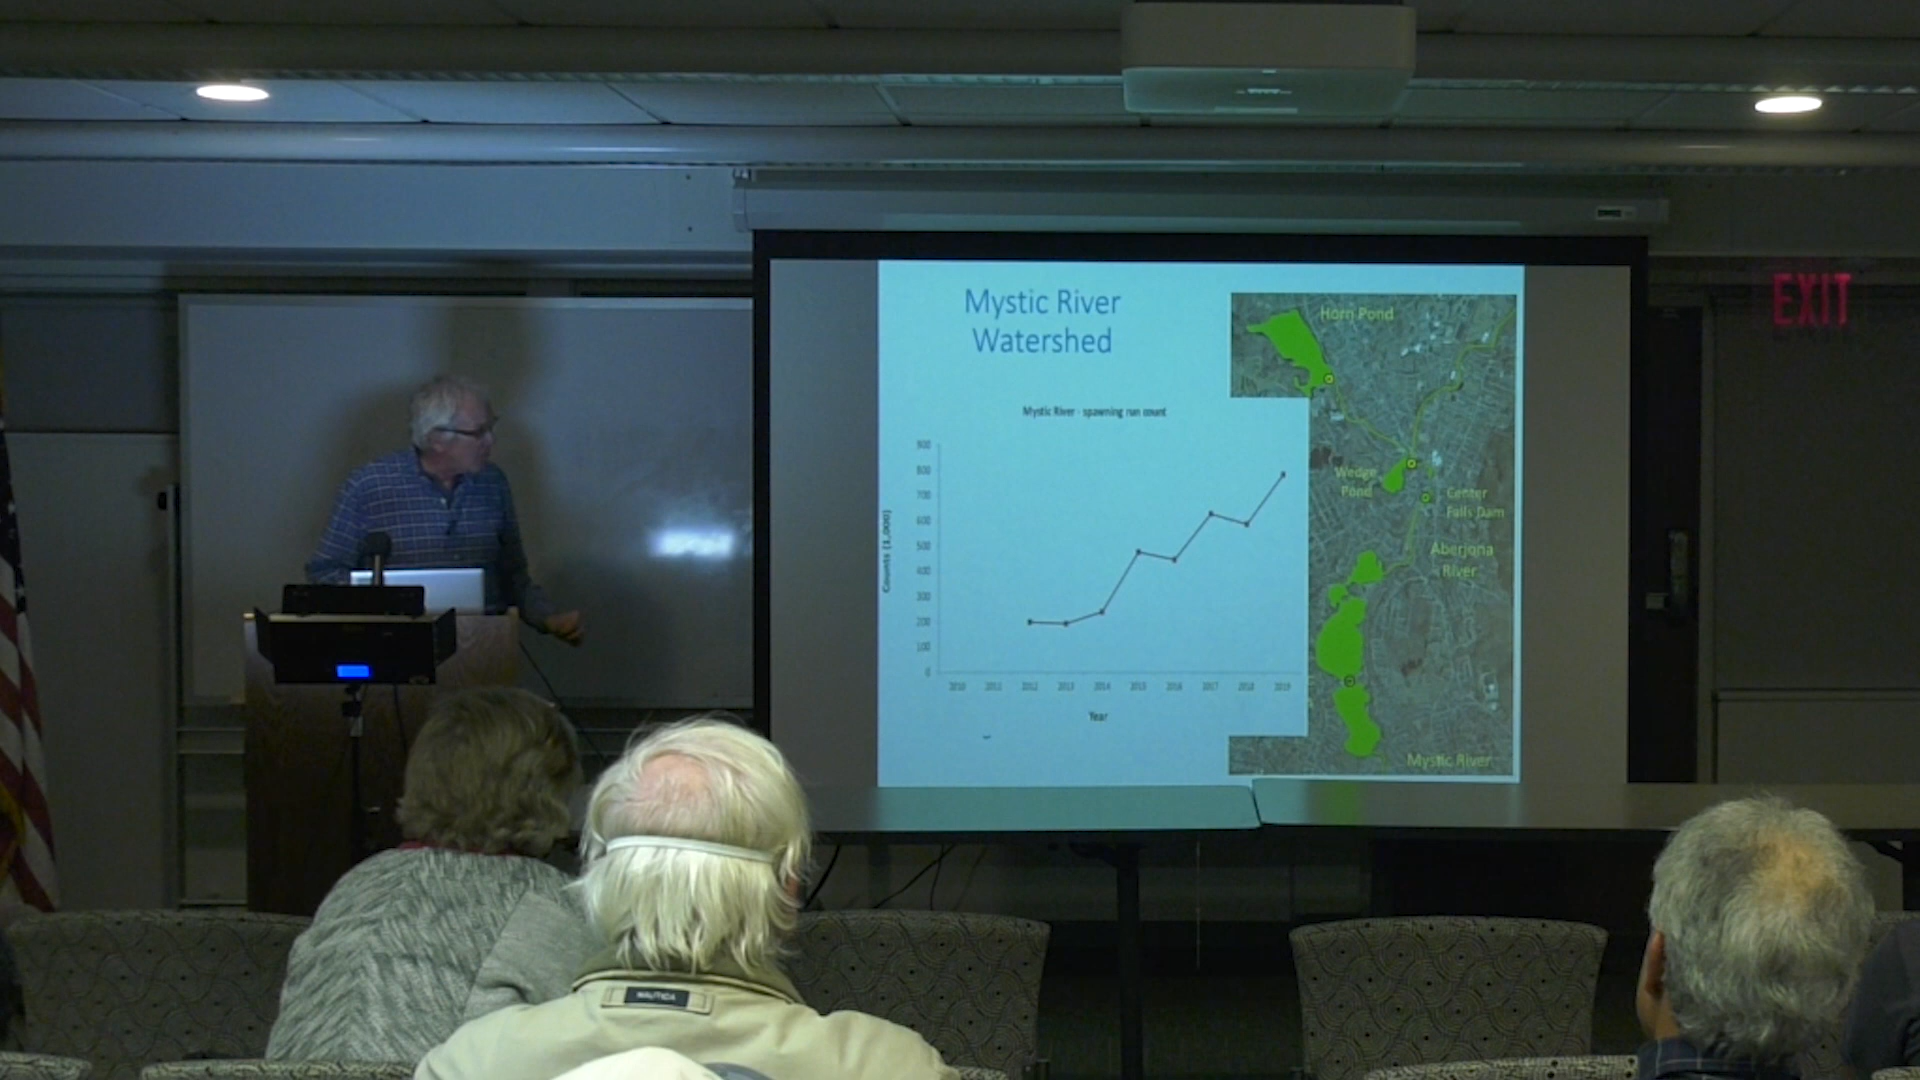 EXIT
Mystic River
Watershed
Mystic River - spawning run count
900
800
700
600
500
400
300
200
100
0
Counts (1,000)
2010 2011 2012 2013 2014 2015 2016 2017 2018 2019
Year
Horn Pond
Wedge
Pond
Center
Falls Dam
Aberjona
River
Mystic River
NAUTICA